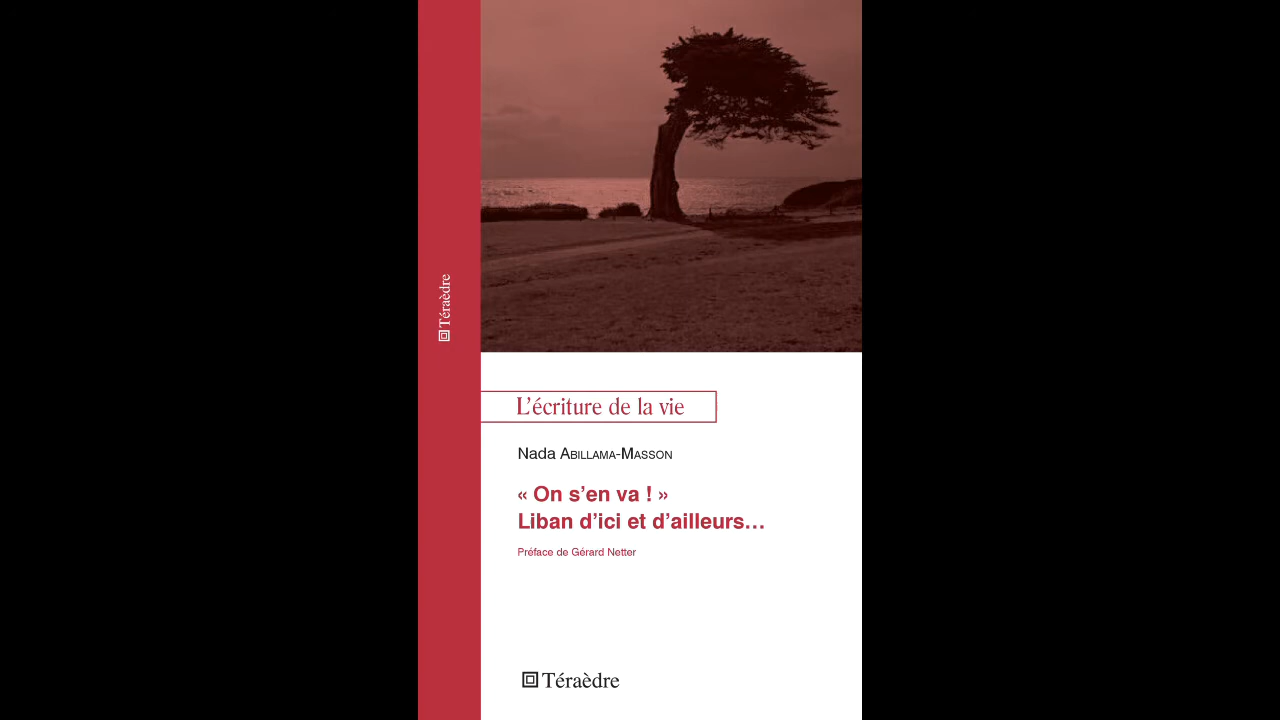 Téraèdre
L'écriture de la vie
Nada ABILLAMA-MASSON
« On s'en va ! »
Liban d'ici et d'ailleurs…
Préface de Gérard Netter
Téraèdre